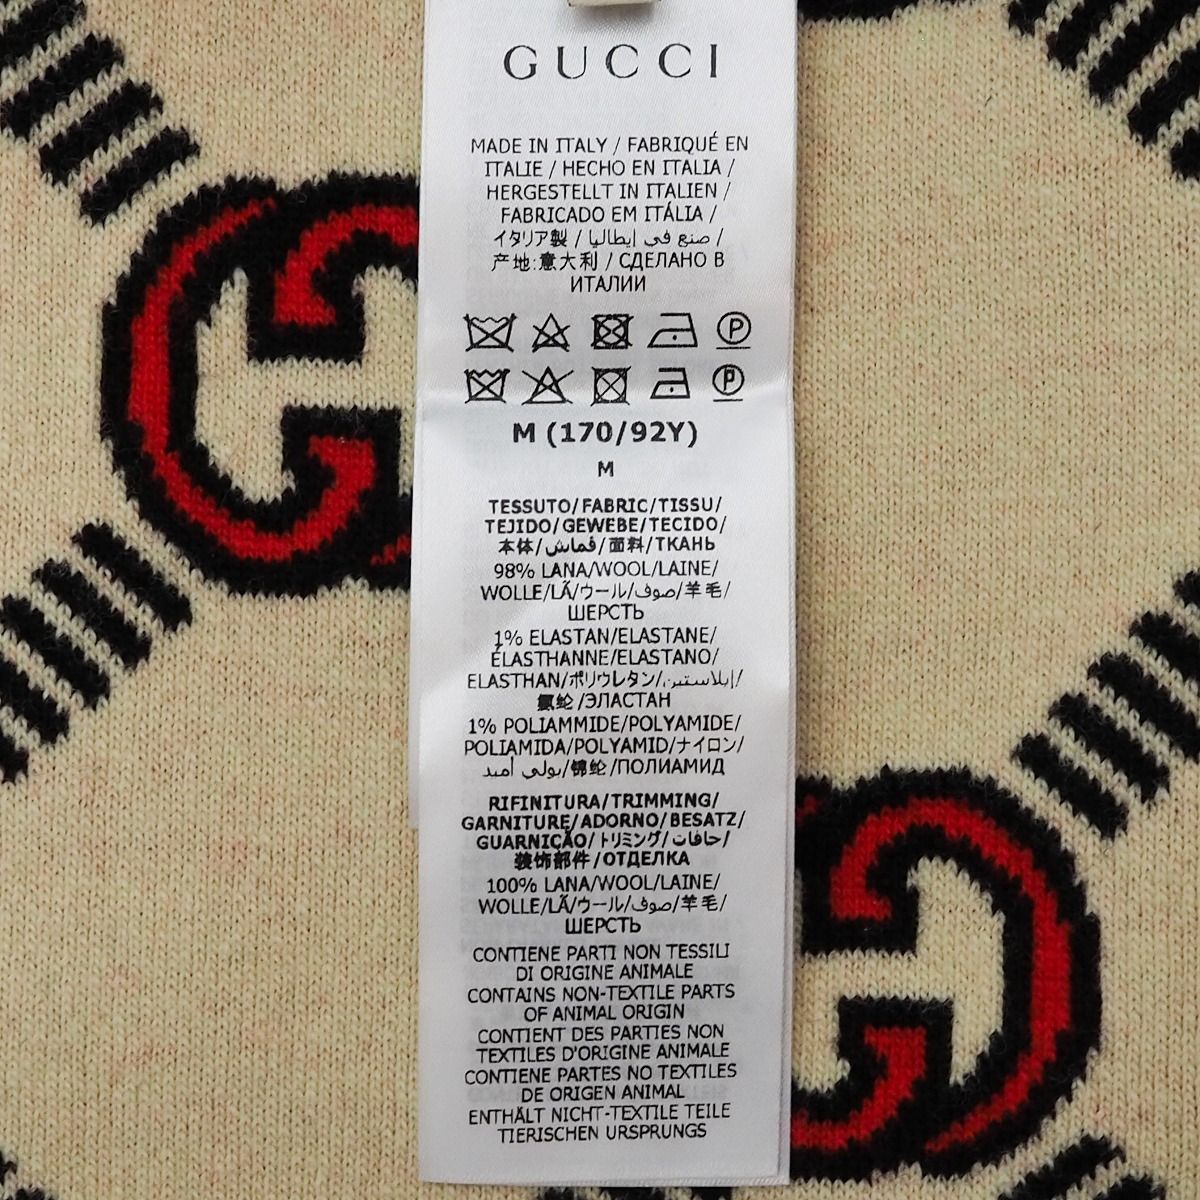 GUCCI
MADE IN ITALY / FABRIQUÉ EN
ITALIE / HECHO EN ITALIA /
HERGESTELLT IN ITALIEN /
FABRICADO EM ITÁLIA /
イタリア製 / صنع في إيطاليا /
产地:意大利 / СДЕЛАНО В
ИТАЛИИ
P
P
M (170/92Y)
M
TESSUTO/FABRIC/TISSU/
TEJIDO/GEWEBE/TECIDO/
本体/قماش/面料/ТКАНЬ
98% LANA/WOOL/LAINE/
WOLLE/LÃ/ウール/صوف/羊毛/
ШЕРСТЬ
1% ELASTAN/ELASTANE/
ÉLASTHANNE/ELASTANO/
ELASTHAN/ポリウレタン/إيلاستين/
氨纶/ЭЛАСТАН
1% POLIAMMIDE/POLYAMIDE/
POLIAMIDA/POLYAMID/ナイロン/
بولي أميد/锦纶/ПОЛИАМИД
RIFINITURA/TRIMMING/
GARNITURE/ADORNO/BESATZ/
GUARNIÇÃO/トリミング/حافات/
装饰部件/ОТДЕЛКА
100% LANA/WOOL/LAINE/
WOLLE/LÃ/ウール/صوف/羊毛/
ШЕРСТЬ
CONTIENE PARTI NON TESSILI
DI ORIGINE ANIMALE
CONTAINS NON-TEXTILE PARTS
OF ANIMAL ORIGIN
CONTIENT DES PARTIES NON
TEXTILES D'ORIGINE ANIMALE
CONTIENE PARTES NO TEXTILES
DE ORIGEN ANIMAL
ENTHÄLT NICHT-TEXTILE TEILE
TIERISCHEN URSPRUNGS